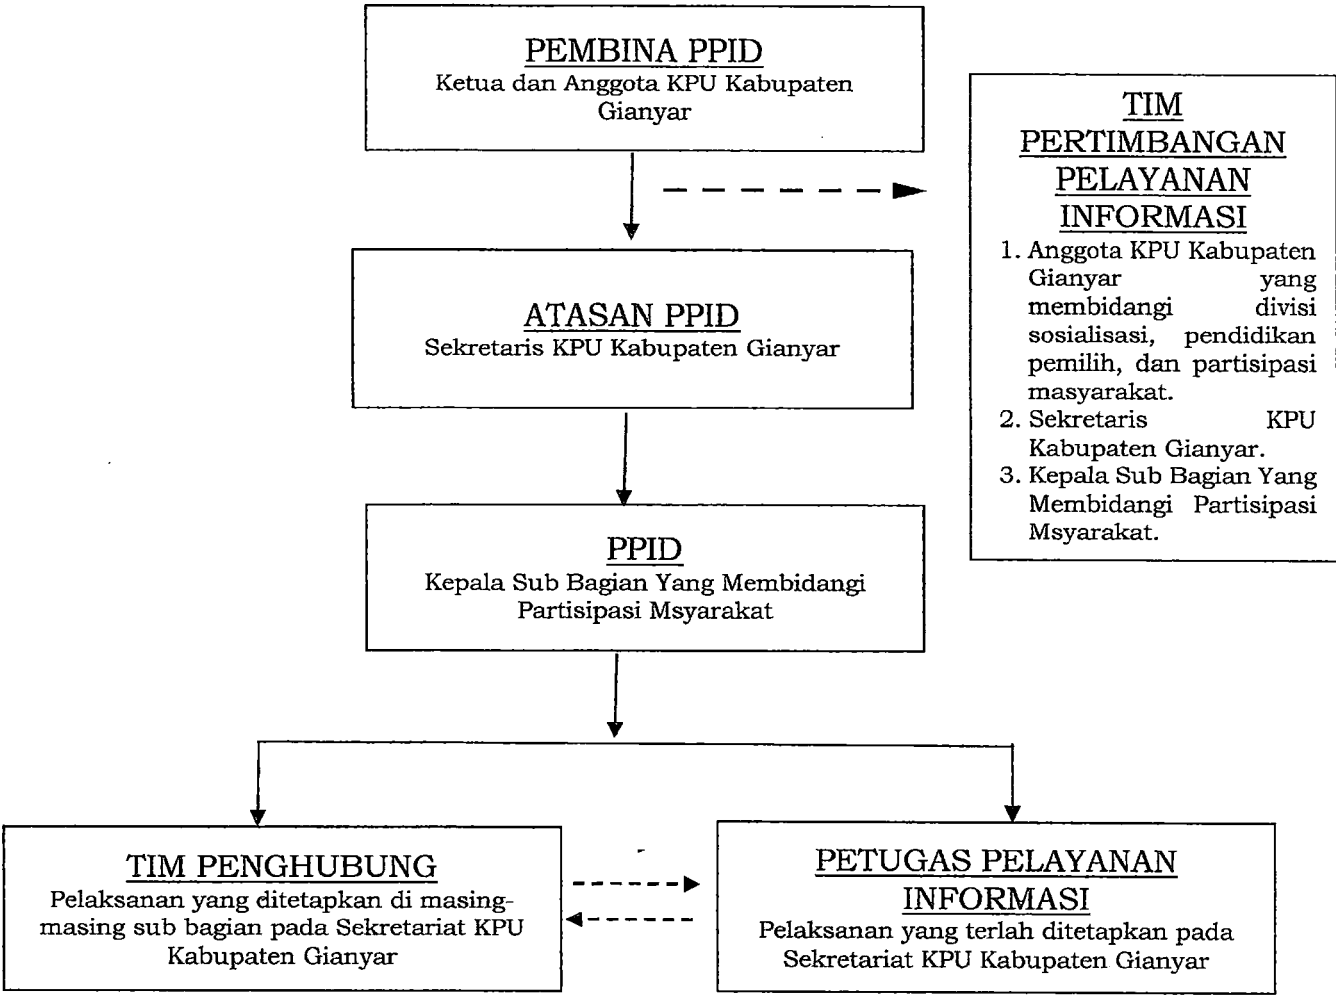 PEMBINA PPID
Ketua dan Anggota KPU Kabupaten
Gianyar
TIM
PERTIMBANGAN
PELAYANAN
INFORMASI
1. Anggota KPU Kabupaten
Gianyar yang
membidangi divisi
sosialisasi, pendidikan
pemilih, dan partisipasi
masyarakat.
2. Sekretaris KPU
Kabupaten Gianyar.
3. Kepala Sub Bagian Yang
Membidangi Partisipasi
Msyarakat.
ATASAN PPID
Sekretaris KPU Kabupaten Gianyar
PPID
Kepala Sub Bagian Yang Membidangi
Partisipasi Msyarakat
TIM PENGHUBUNG
Pelaksanan yang ditetapkan di masing-
masing sub bagian pada Sekretariat KPU
Kabupaten Gianyar
PETUGAS PELAYANAN
INFORMASI
Pelaksanan yang terlah ditetapkan pada
Sekretariat KPU Kabupaten Gianyar